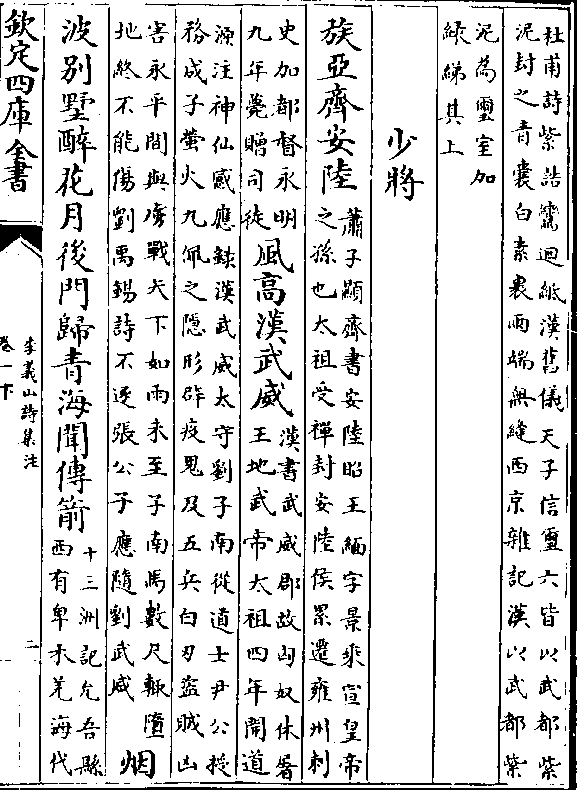 杜甫詩紫誥鸞迴紙漢舊儀天子信璽六皆以武都紫
泥封之青囊白素裏兩端無縫西京雜記漢以武都紫
泥為璽室加
綠綈其上
少將
族亞齊安陸
蕭子顯齊書安陸昭王緬字景業宣皇帝
之孫也太祖受禪封安陸侯累遷雍州刺
史加都督永明
九年薨贈司徒
風高漢武威
漢書武威郡故匈奴休屠
王地武帝太初四年開道
源注神仙感應錄漢武威太守劉子南從道士尹公授
務成子螢火丸佩之隱形辟疫鬼及五兵白刃盜賊凶
害永平間與虜戰矢下如雨未至子南馬數尺輒墮
地終不能傷劉禹錫詩不逐張公子應隨劉武威
烟
波別墅醉花月後門歸青海聞傳箭
十三洲記允吾縣
西有卑禾羌海代
欽定四庫全書
李義山詩集注
卷一下
二